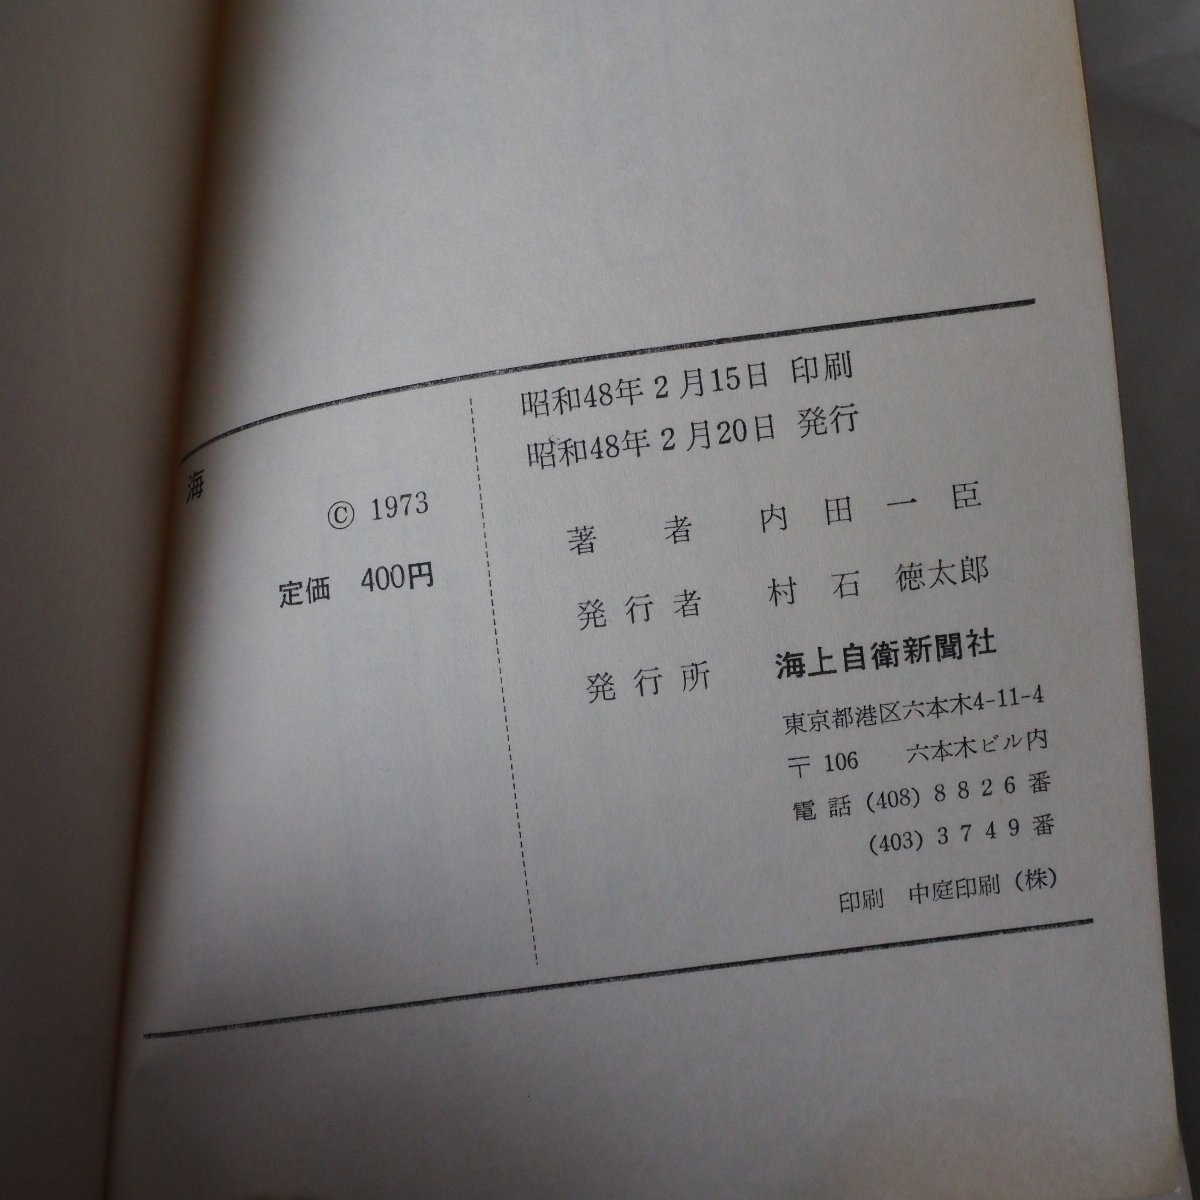 海
© 1973
定価 400円
昭和48年2月15日 印刷
昭和48年2月20日 発行
著者 内田一臣
発行者 村石徳太郎
発行所 海上自衛新聞社
東京都港区六本木4-11-4
〒106 六本木ビル内
電話 (408) 8826番
(403) 3749番
印刷 中庭印刷(株)